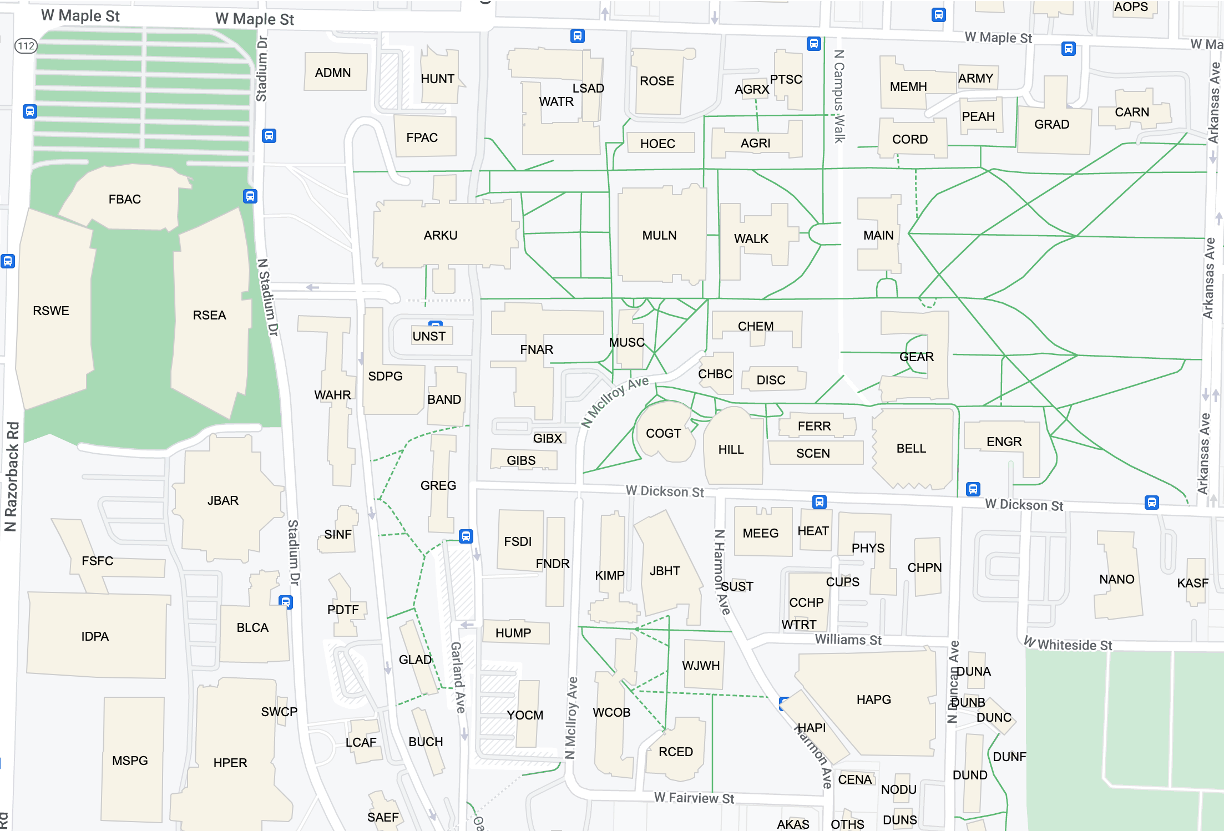 W Maple St
W Maple St
AOPS
W Maple St
W Ma
112
Stadium Dr
ADMN
HUNT
WATR
LSAD
ROSE
AGRX
PTSC
N Campus Walk
MEMH
ARMY
PEAH
GRAD
CARN
Arkansas Ave
FPAC
HOEC
AGRI
CORD
FBAC
ARKU
MULN
WALK
MAIN
RSWE
RSEA
N Stadium Dr
Arkansas Ave
UNST
FNAR
MUSC
CHEM
GEAR
CHBC
DISC
SDPG
WAHR
BAND
N McIlroy Ave
GIBX
GIBS
COGT
HILL
FERR
SCEN
BELL
ENGR
Arkansas Ave
N Razorback Rd
JBAR
GREG
W Dickson St
W Dickson St
Stadium Dr
SINF
FSDI
FNDR
KIMP
JBHT
N Harmon Ave
MEEG
HEAT
PHYS
CHPN
NANO
KASF
FSFC
SUST
CUPS
CCHP
WTRT
IDPA
BLCA
PDTF
HUMP
Williams St
W Whiteside St
GLAD
Garland Ave
WJWH
HAPG
N Duncan Ave
DUNA
DUNB
DUNC
SWCP
YOCM
N McIlroy Ave
WCOB
HAPI
Harmon Ave
LCAF
BUCH
RCED
MSPG
HPER
DUNF
DUND
CENA
NODU
W Fairview St
SAEF
AKAS
OTHS
DUNS
Rd